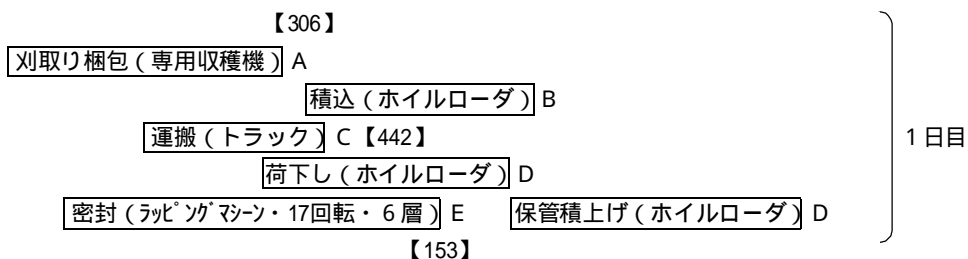 【306】
刈取り梱包(専用収穫機) A
積込(ホイルローダ) B
運搬(トラック) C【442】
1日目
荷下し(ホイルローダ) D
密封(ラッピングマシーン・17回転・6層) E 保管積上げ(ホイルローダ) D
【153】